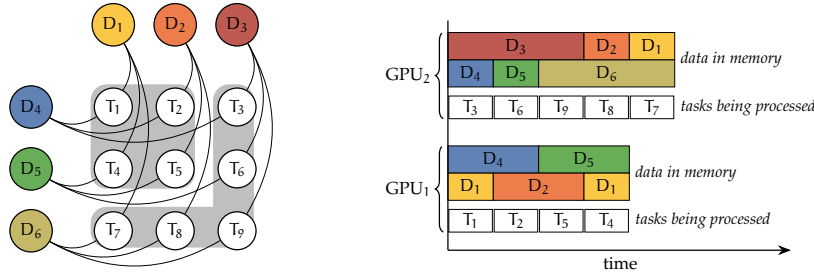 D1 D2 D3
D4 T1 T2 T3
D5 T4 T5 T6
D6 T7 T8 T9
GPU2
D3 D2 D1
D4 D5 D6
data in memory
T3 T6 T9 T8 T7
tasks being processed
GPU1
D4 D5
D1 D2 D1
data in memory
T1 T2 T5 T4
tasks being processed
time